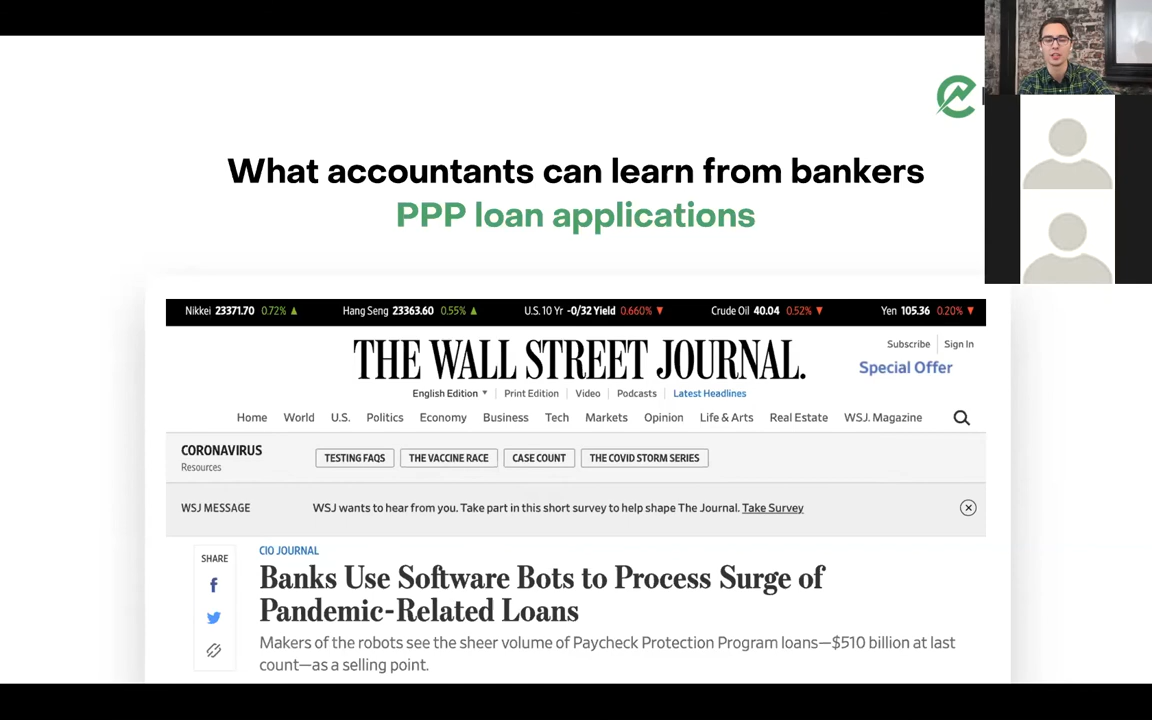 What accountants can learn from bankers
PPP loan applications
Nikkei 23371.70 0.72% ▲ Hang Seng 23363.60 0.55% ▲ U.S. 10 Yr -0/32 Yield 0.660% ▼ Crude Oil 40.04 0.52% ▼ Yen 105.36 0.20% ▼
THE WALL STREET JOURNAL.
Subscribe Sign In
Special Offer
English Edition Print Edition Video Podcasts Latest Headlines
Home World U.S. Politics Economy Business Tech Markets Opinion Life & Arts Real Estate WSJ. Magazine
CORONAVIRUS
Resources
TESTING FAQS THE VACCINE RACE CASE COUNT THE COVID STORM SERIES
WSJ MESSAGE WSJ wants to hear from you. Take part in this short survey to help shape The Journal. Take Survey
SHARE
CIO JOURNAL
Banks Use Software Bots to Process Surge of
Pandemic-Related Loans
Makers of the robots see the sheer volume of Paycheck Protection Program loans—$510 billion at last
count—as a selling point.